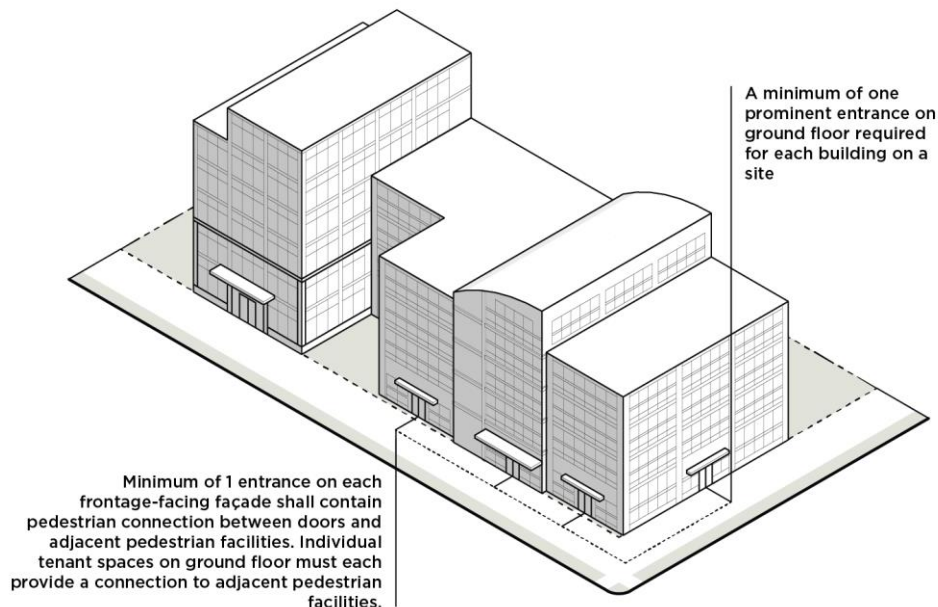 A minimum of one
prominent entrance on
ground floor required
for each building on a
site
Minimum of 1 entrance on each
frontage-facing façade shall contain
pedestrian connection between doors and
adjacent pedestrian facilities. Individual
tenant spaces on ground floor must each
provide a connection to adjacent pedestrian
facilities.